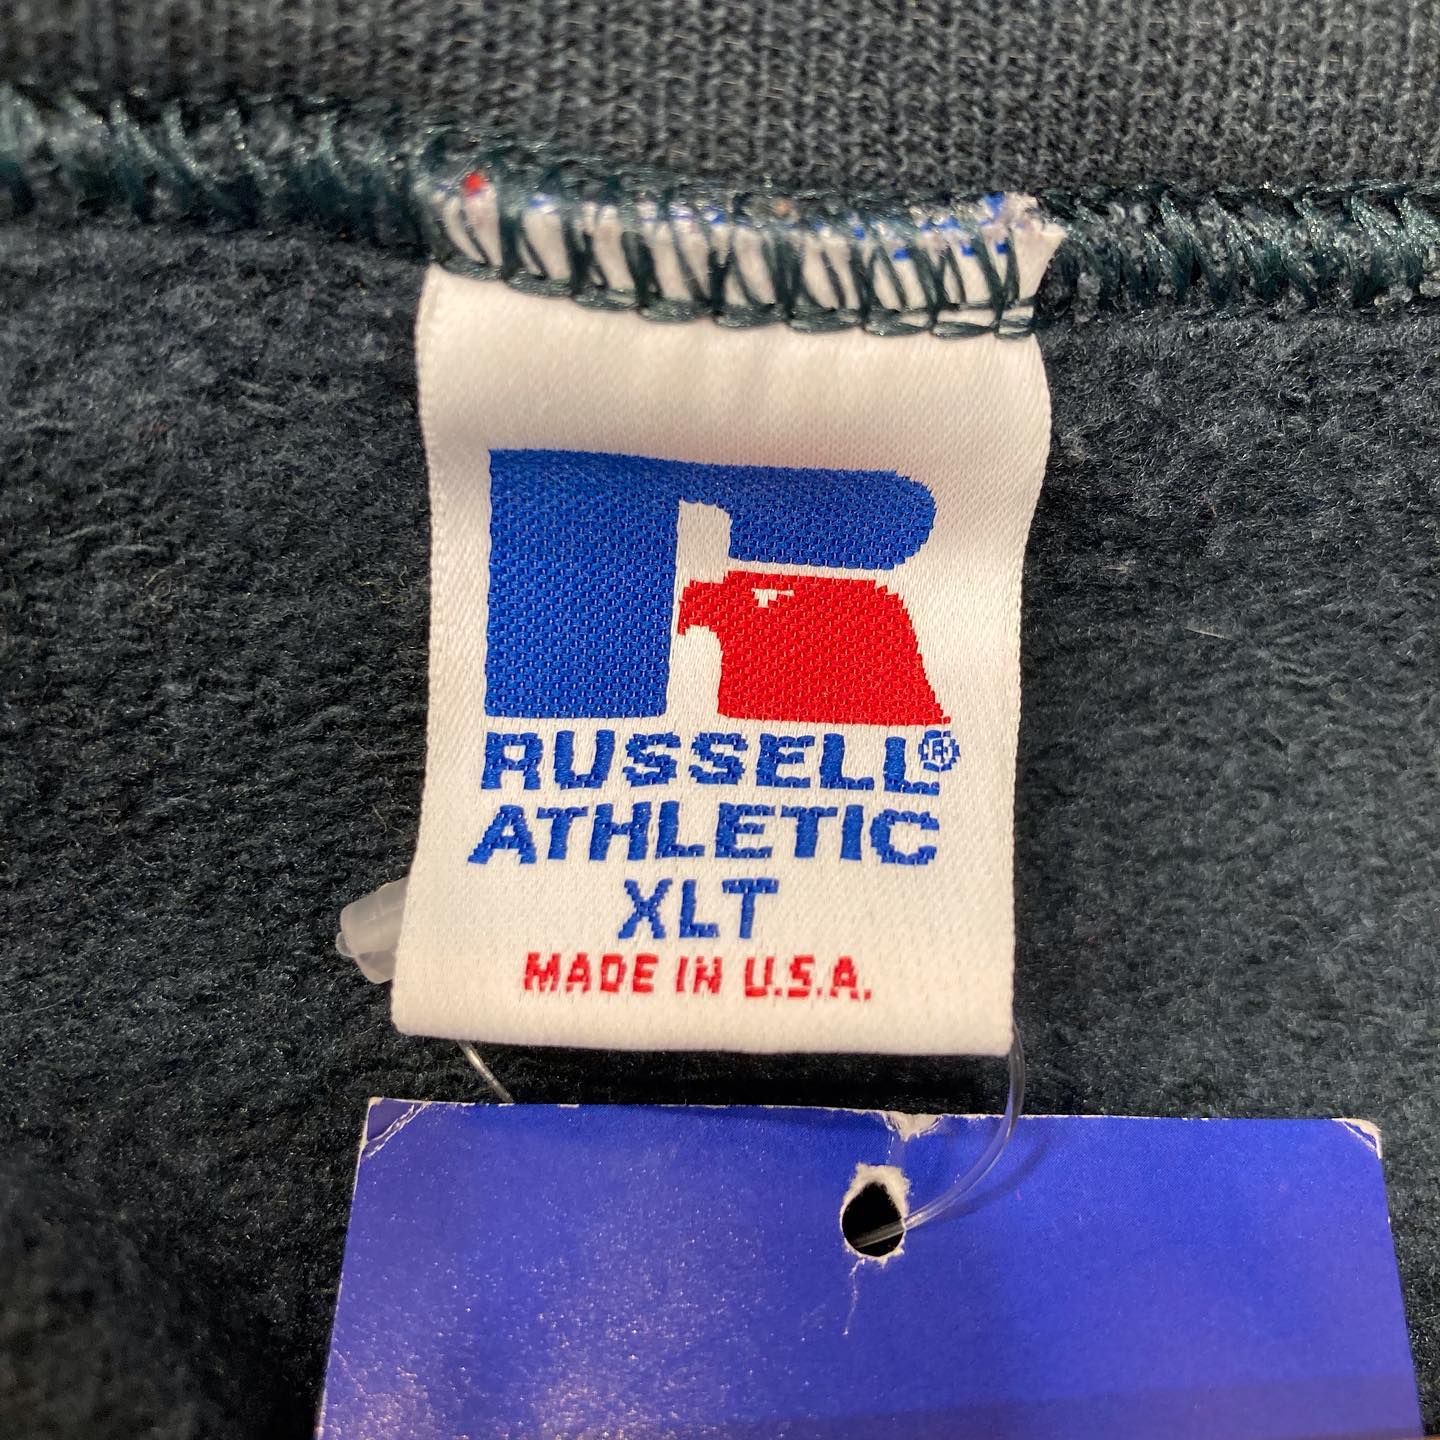 RUSSELL®
ATHLETIC
XLT
MADE IN U.S.A.